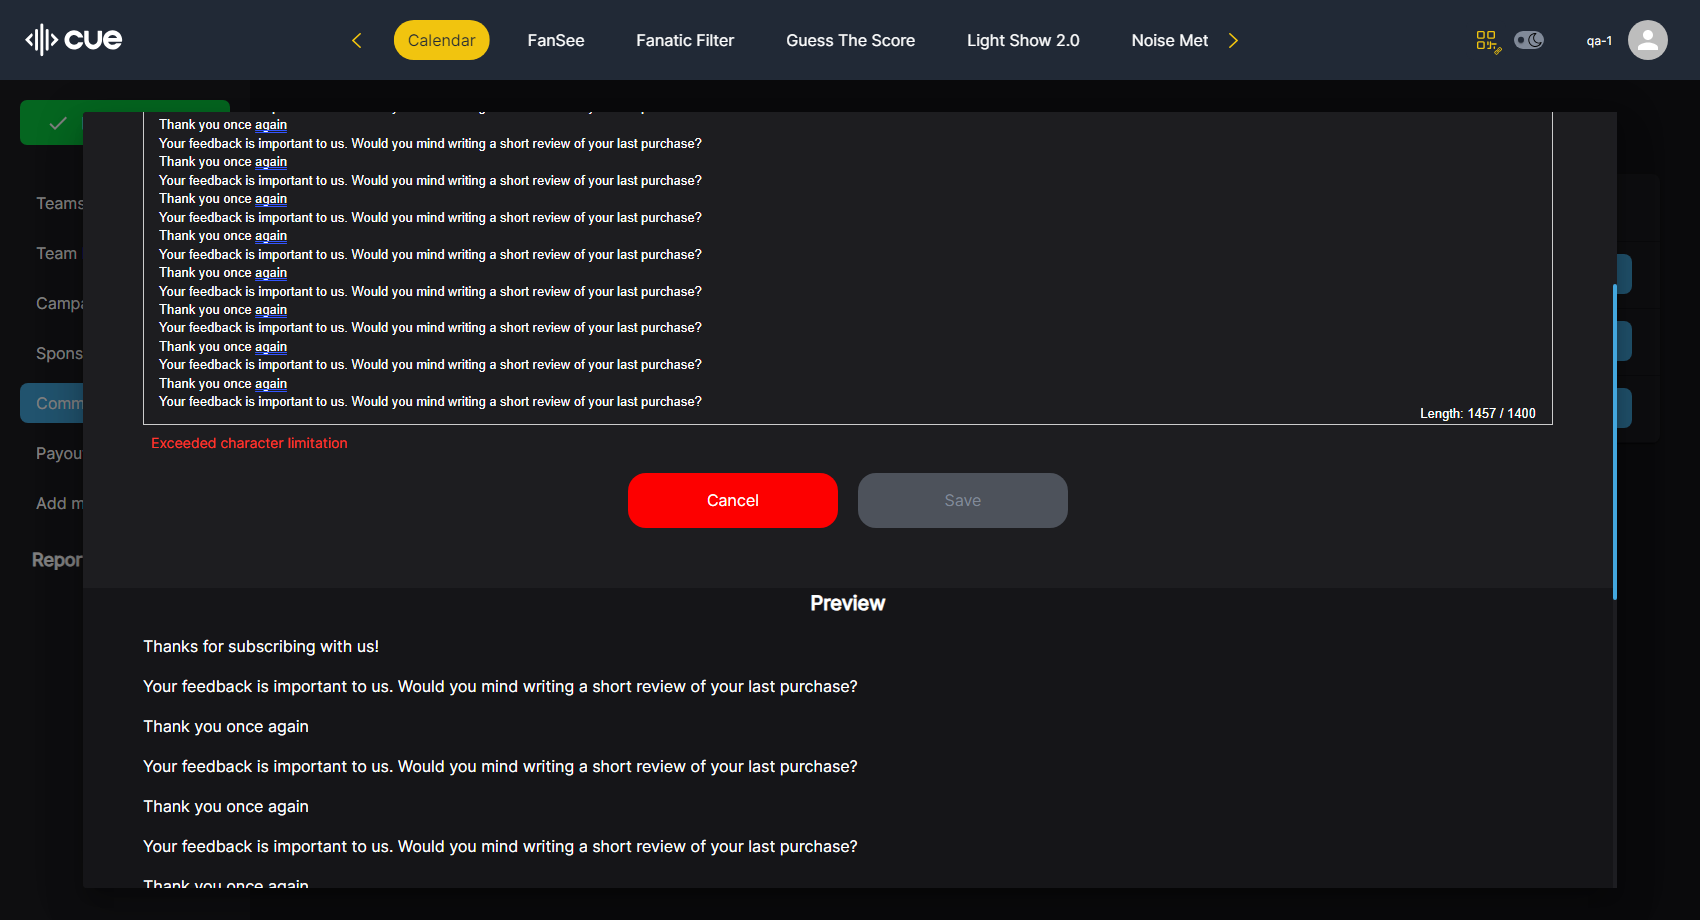 cue
Calendar
FanSee
Fanatic Filter
Guess The Score
Light Show 2.0
Noise Met
qa-1
Teams
Team
Campa
Spons
Comm
Payou
Add m
Repor
Thank you once again
Your feedback is important to us. Would you mind writing a short review of your last purchase?
Thank you once again
Your feedback is important to us. Would you mind writing a short review of your last purchase?
Thank you once again
Your feedback is important to us. Would you mind writing a short review of your last purchase?
Thank you once again
Your feedback is important to us. Would you mind writing a short review of your last purchase?
Thank you once again
Your feedback is important to us. Would you mind writing a short review of your last purchase?
Thank you once again
Your feedback is important to us. Would you mind writing a short review of your last purchase?
Thank you once again
Your feedback is important to us. Would you mind writing a short review of your last purchase?
Thank you once again
Your feedback is important to us. Would you mind writing a short review of your last purchase?
Length: 1457 / 1400
Exceeded character limitation
Cancel
Save
Preview
Thanks for subscribing with us!
Your feedback is important to us. Would you mind writing a short review of your last purchase?
Thank you once again
Your feedback is important to us. Would you mind writing a short review of your last purchase?
Thank you once again
Your feedback is important to us. Would you mind writing a short review of your last purchase?
Thank you once again